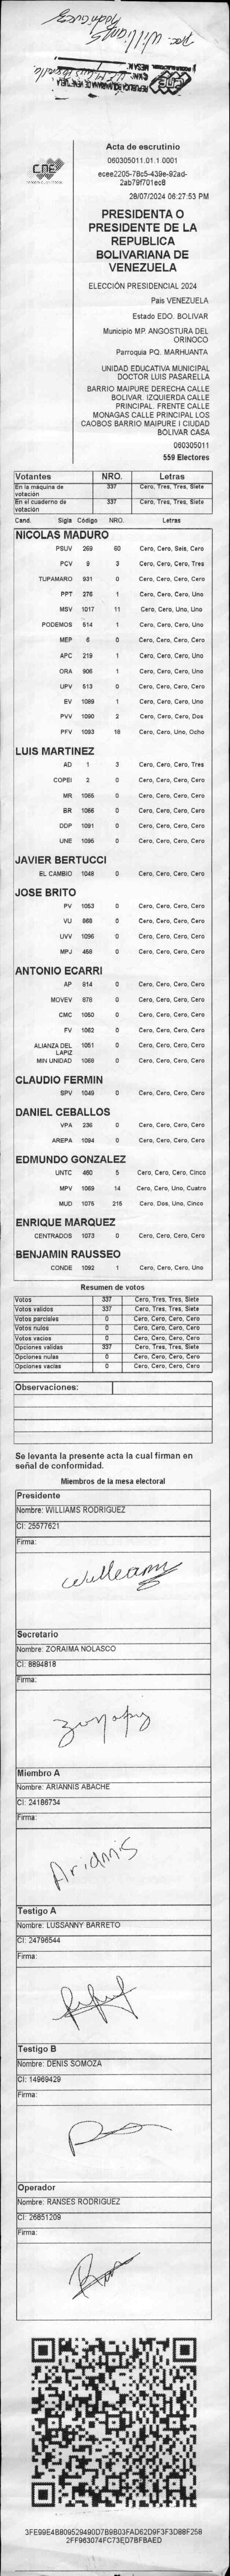 pac Williams
Rodriguez
CNE
Acta de escrutinio
060305011.01.1.0001
ecee2205-78c5-439e-92ad-
2ab79f701ec8
28/07/2024 06:27:53 PM
PRESIDENTA O
PRESIDENTE DE LA
REPUBLICA
BOLIVARIANA DE
VENEZUELA
ELECCIÓN PRESIDENCIAL 2024
Pais VENEZUELA
Estado EDO. BOLIVAR
Municipio MP. ANGOSTURA DEL
ORINOCO
Parroquia PQ. MARHUANTA
UNIDAD EDUCATIVA MUNICIPAL
DOCTOR LUIS PASARELLA
BARRIO MAIPURE DERECHA CALLE
BOLIVAR. IZQUIERDA CALLE
PRINCIPAL. FRENTE CALLE
MONAGAS CALLE PRINCIPAL LOS
CAOBOS BARRIO MAIPURE I CIUDAD
BOLIVAR CASA
060305011
559 Electores
Votantes NRO. Letras
En la máquina de votación 337 Cero, Tres, Tres, Siete
En el cuaderno de votación 337 Cero, Tres, Tres, Siete
Cand. Sigla Código NRO. Letras
NICOLAS MADURO
PSUV 269 60 Cero, Cero, Seis, Cero
PCV 9 3 Cero, Cero, Cero, Tres
TUPAMARO 931 0 Cero, Cero, Cero, Cero
PPT 276 1 Cero, Cero, Cero, Uno
MSV 1017 11 Cero, Cero, Uno, Uno
PODEMOS 514 1 Cero, Cero, Cero, Uno
MEP 6 0 Cero, Cero, Cero, Cero
APC 219 1 Cero, Cero, Cero, Uno
ORA 906 1 Cero, Cero, Cero, Uno
UPV 513 0 Cero, Cero, Cero, Cero
EV 1089 1 Cero, Cero, Cero, Uno
PVV 1090 2 Cero, Cero, Cero, Dos
PFV 1093 18 Cero, Cero, Uno, Ocho
LUIS MARTINEZ
AD 1 3 Cero, Cero, Cero, Tres
COPEI 2 0 Cero, Cero, Cero, Cero
MR 1065 0 Cero, Cero, Cero, Cero
BR 1066 0 Cero, Cero, Cero, Cero
DDP 1091 0 Cero, Cero, Cero, Cero
UNE 1095 0 Cero, Cero, Cero, Cero
JAVIER BERTUCCI
EL CAMBIO 1048 0 Cero, Cero, Cero, Cero
JOSE BRITO
PV 1053 0 Cero, Cero, Cero, Cero
VU 868 0 Cero, Cero, Cero, Cero
UVV 1096 0 Cero, Cero, Cero, Cero
MPJ 458 0 Cero, Cero, Cero, Cero
ANTONIO ECARRI
AP 914 0 Cero, Cero, Cero, Cero
MOVEV 878 0 Cero, Cero, Cero, Cero
CMC 1050 0 Cero, Cero, Cero, Cero
FV 1062 0 Cero, Cero, Cero, Cero
ALIANZA DEL LAPIZ 1051 0 Cero, Cero, Cero, Cero
MIN UNIDAD 1069 0 Cero, Cero, Cero, Cero
CLAUDIO FERMIN
SPV 1049 0 Cero, Cero, Cero, Cero
DANIEL CEBALLOS
VPA 236 0 Cero, Cero, Cero, Cero
AREPA 1094 0 Cero, Cero, Cero, Cero
EDMUNDO GONZALEZ
UNTC 460 5 Cero, Cero, Cero, Cinco
MPV 1069 14 Cero, Cero, Uno, Cuatro
MUD 1075 215 Cero, Dos, Uno, Cinco
ENRIQUE MARQUEZ
CENTRADOS 1073 0 Cero, Cero, Cero, Cero
BENJAMIN RAUSSEO
CONDE 1092 1 Cero, Cero, Cero, Uno
Resumen de votos
Votos 337 Cero, Tres, Tres, Siete
Votos validos 337 Cero, Tres, Tres, Siete
Votos parciales 0 Cero, Cero, Cero, Cero
Votos nulos 0 Cero, Cero, Cero, Cero
Votos vacios 0 Cero, Cero, Cero, Cero
Opciones validas 337 Cero, Tres, Tres, Siete
Opciones nulas 0 Cero, Cero, Cero, Cero
Opciones vacias 0 Cero, Cero, Cero, Cero
Observaciones:
Se levanta la presente acta la cual firman en
señal de conformidad.
Miembros de la mesa electoral
Presidente
Nombre: WILLIAMS RODRIGUEZ
CI: 25577621
Firma:
Williams
Secretario
Nombre: ZORAIMA NOLASCO
CI: 8894818
Firma:
Miembro A
Nombre: ARIANNIS ABACHE
CI: 24186734
Firma:
Ariannis
Testigo A
Nombre: LUSSANNY BARRETO
CI: 24796544
Firma:
Testigo B
Nombre: DENIS SOMOZA
CI: 14969429
Firma:
Operador
Nombre: RANSES RODRIGUEZ
CI: 26851209
Firma:
3FE99E4B809529490D7B9B03FAD62D9F3F3D88F258
2FF963074FC73ED7BFBAED